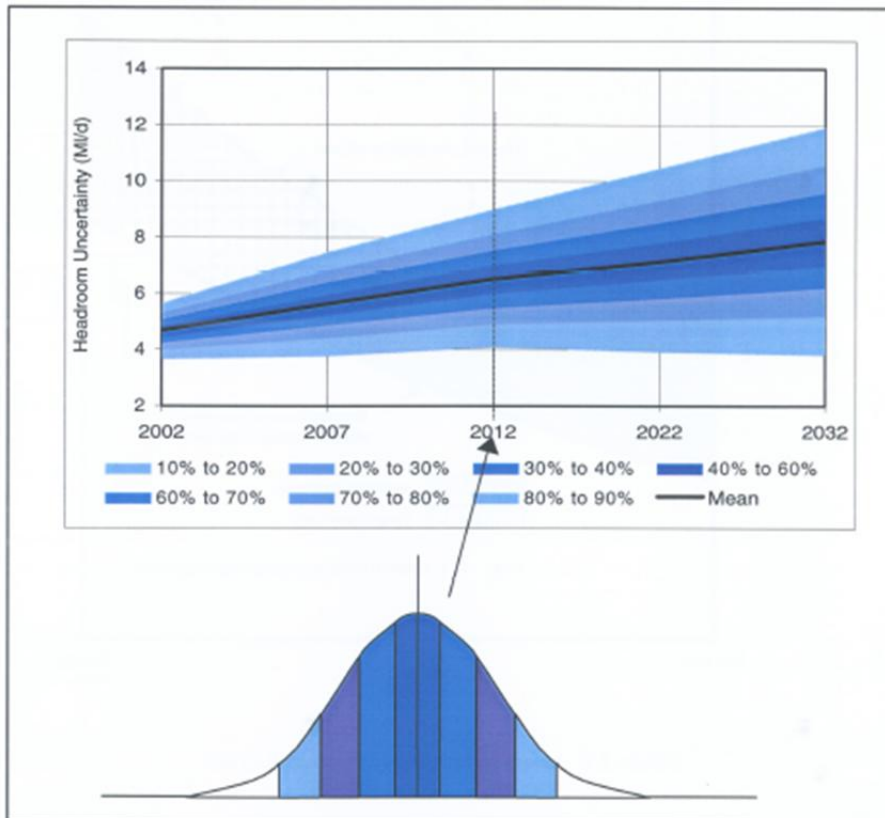 14
12
10
8
6
4
2
Headroom Uncertainty (Ml/d)
2002 2007 2012 2022 2032
10% to 20% 20% to 30% 30% to 40% 40% to 60%
60% to 70% 70% to 80% 80% to 90% Mean